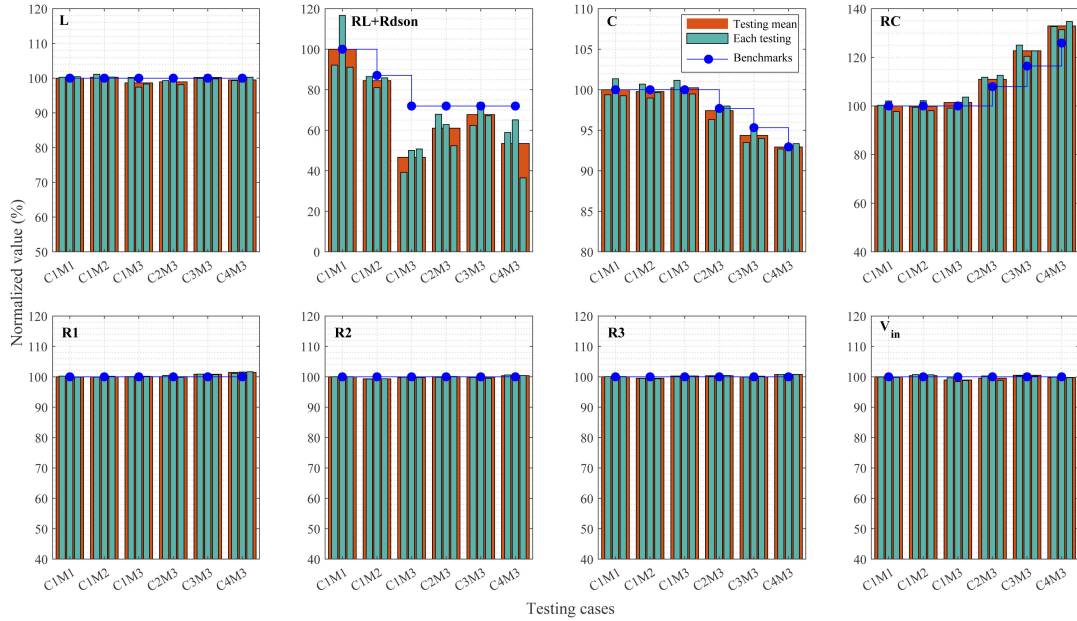 L
120
110
100
90
80
70
60
50
C1M1
C1M2
C1M3
C2M3
C3M3
C4M3
RL+Rdson
120
100
80
60
40
20
0
C1M1
C1M2
C1M3
C2M3
C3M3
C4M3
C
110
105
100
95
90
85
80
C1M1
C1M2
C1M3
C2M3
C3M3
C4M3
Testing mean
Each testing
Benchmarks
RC
140
120
100
80
60
40
C1M1
C1M2
C1M3
C2M3
C3M3
C4M3
Normalized value (%)
R1
120
110
100
90
80
70
60
50
40
C1M1
C1M2
C1M3
C2M3
C3M3
C4M3
R2
120
110
100
90
80
70
60
50
40
C1M1
C1M2
C1M3
C2M3
C3M3
C4M3
R3
120
110
100
90
80
70
60
50
40
C1M1
C1M2
C1M3
C2M3
C3M3
C4M3
V_in
120
110
100
90
80
70
60
50
40
C1M1
C1M2
C1M3
C2M3
C3M3
C4M3
Testing cases